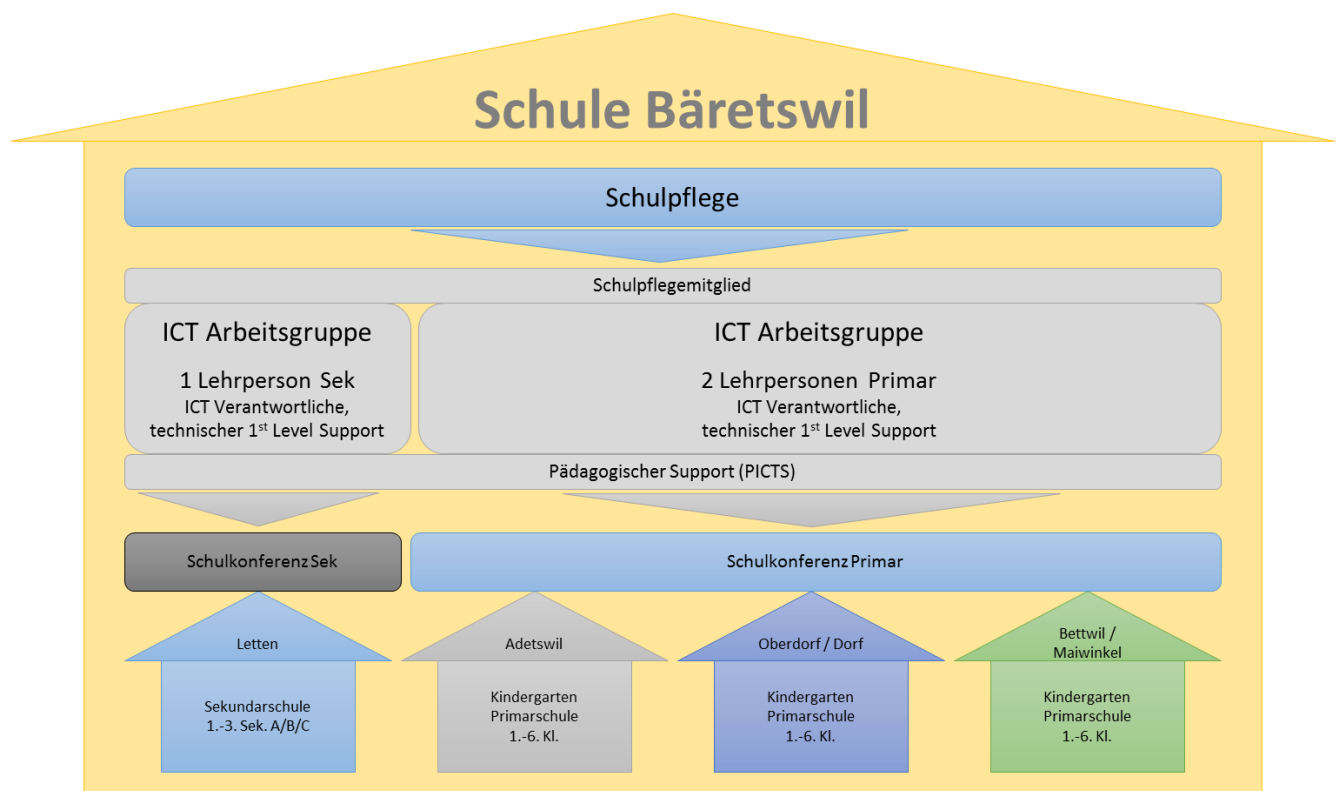 Schule Bäretswil
Schulpflege
Schulpflegemitglied
ICT Arbeitsgruppe
1 Lehrperson Sek
ICT Verantwortliche,
technischer 1st Level Support
ICT Arbeitsgruppe
2 Lehrpersonen Primar
ICT Verantwortliche,
technischer 1st Level Support
Pädagogischer Support (PICTS)
Schulkonferenz Sek
Schulkonferenz Primar
Letten
Sekundarschule
1.-3. Sek. A/B/C
Adetswil
Kindergarten
Primarschule
1.-6. Kl.
Oberdorf / Dorf
Kindergarten
Primarschule
1.-6. Kl.
Bettwil /
Maiwinkel
Kindergarten
Primarschule
1.-6. Kl.